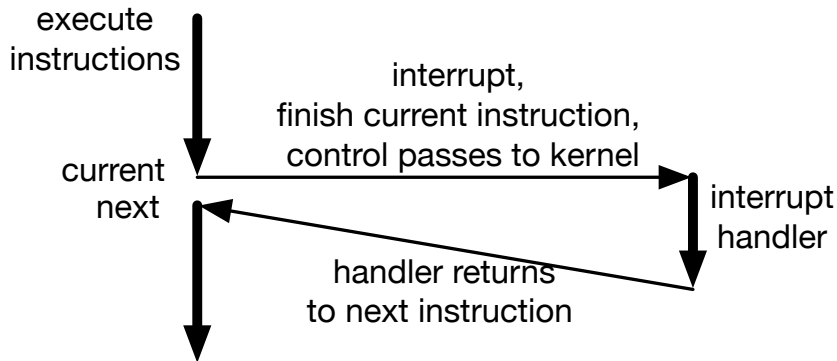 execute
instructions
interrupt,
finish current instruction,
control passes to kernel
current
next
interrupt
handler
handler returns
to next instruction